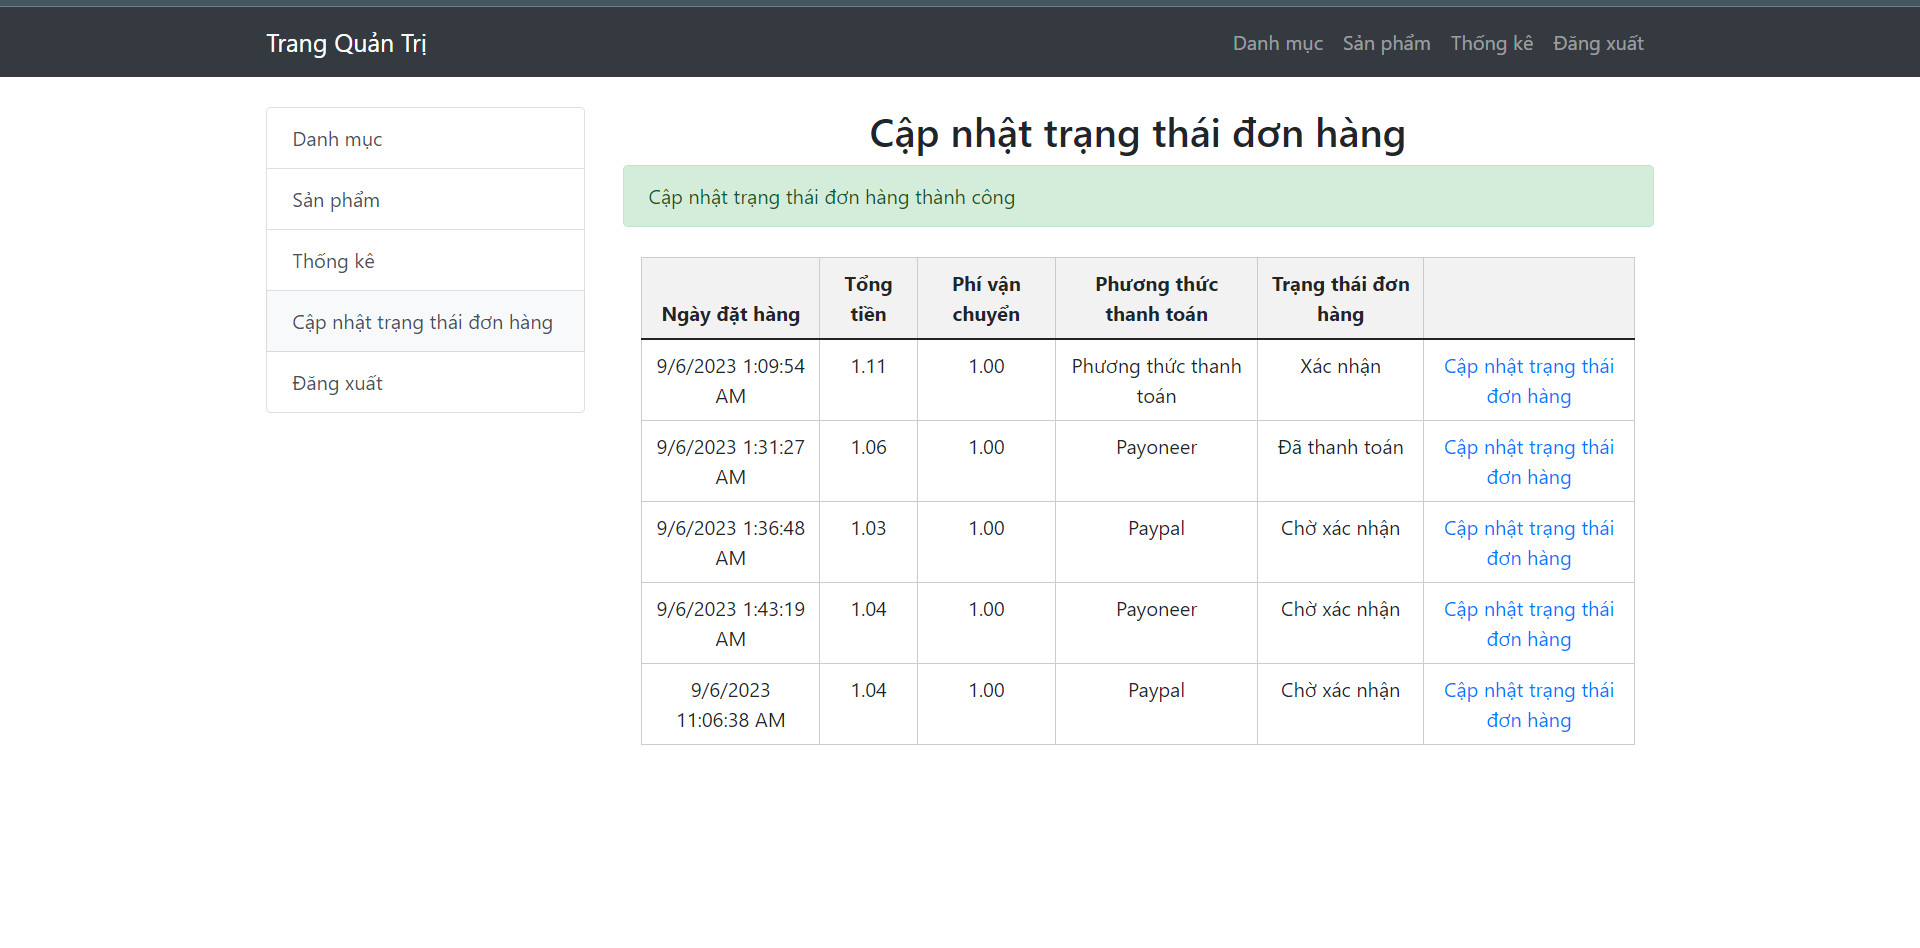 Trang Quản Trị
Danh mục Sản phẩm Thống kê Đăng xuất
Danh mục
Sản phẩm
Thống kê
Cập nhật trạng thái đơn hàng
Đăng xuất
Cập nhật trạng thái đơn hàng
Cập nhật trạng thái đơn hàng thành công
Ngày đặt hàng
Tổng
tiền
Phí vận
chuyển
Phương thức
thanh toán
Trạng thái đơn
hàng
9/6/2023 1:09:54
AM
1.11
1.00
Phương thức thanh
toán
Xác nhận
Cập nhật trạng thái
đơn hàng
9/6/2023 1:31:27
AM
1.06
1.00
Payoneer
Đã thanh toán
Cập nhật trạng thái
đơn hàng
9/6/2023 1:36:48
AM
1.03
1.00
Paypal
Chờ xác nhận
Cập nhật trạng thái
đơn hàng
9/6/2023 1:43:19
AM
1.04
1.00
Payoneer
Chờ xác nhận
Cập nhật trạng thái
đơn hàng
9/6/2023
11:06:38 AM
1.04
1.00
Paypal
Chờ xác nhận
Cập nhật trạng thái
đơn hàng